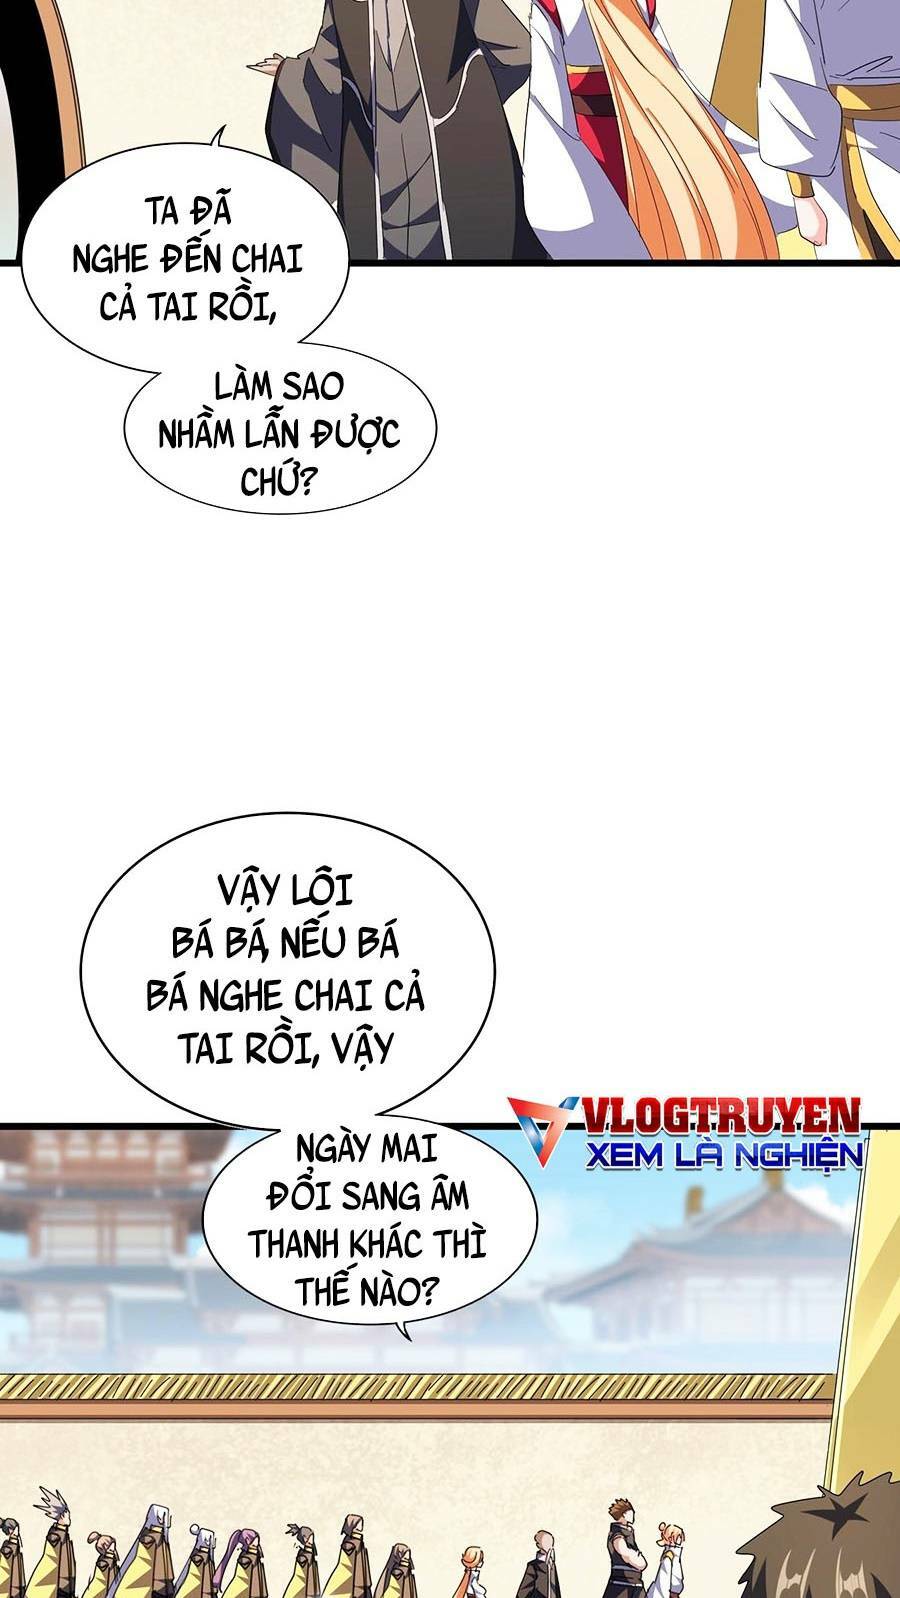 TA ĐÃ
NGHE ĐẾN CHAI
CẢ TAI RỒI,
LÀM SAO
NHẦM LẪN ĐƯỢC
CHỨ?
VẬY LÔI
BÁ BÁ, NẾU BÁ
BÁ NGHE CHAI CẢ
TAI RỒI, VẬY
VLOGTRUYEN
XEM LÀ NGHIỆN
NGÀY MAI
ĐỔI SANG ÂM
THANH KHÁC THÌ
THẾ NÀO?